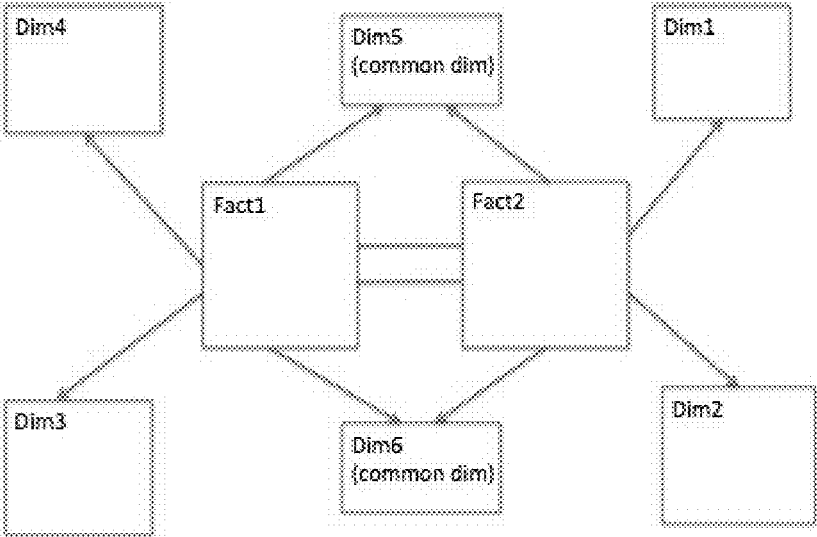 Dim4
Dim5
(common dim)
Dim1
Fact1
Fact2
Dim3
Dim6
(common dim)
Dim2